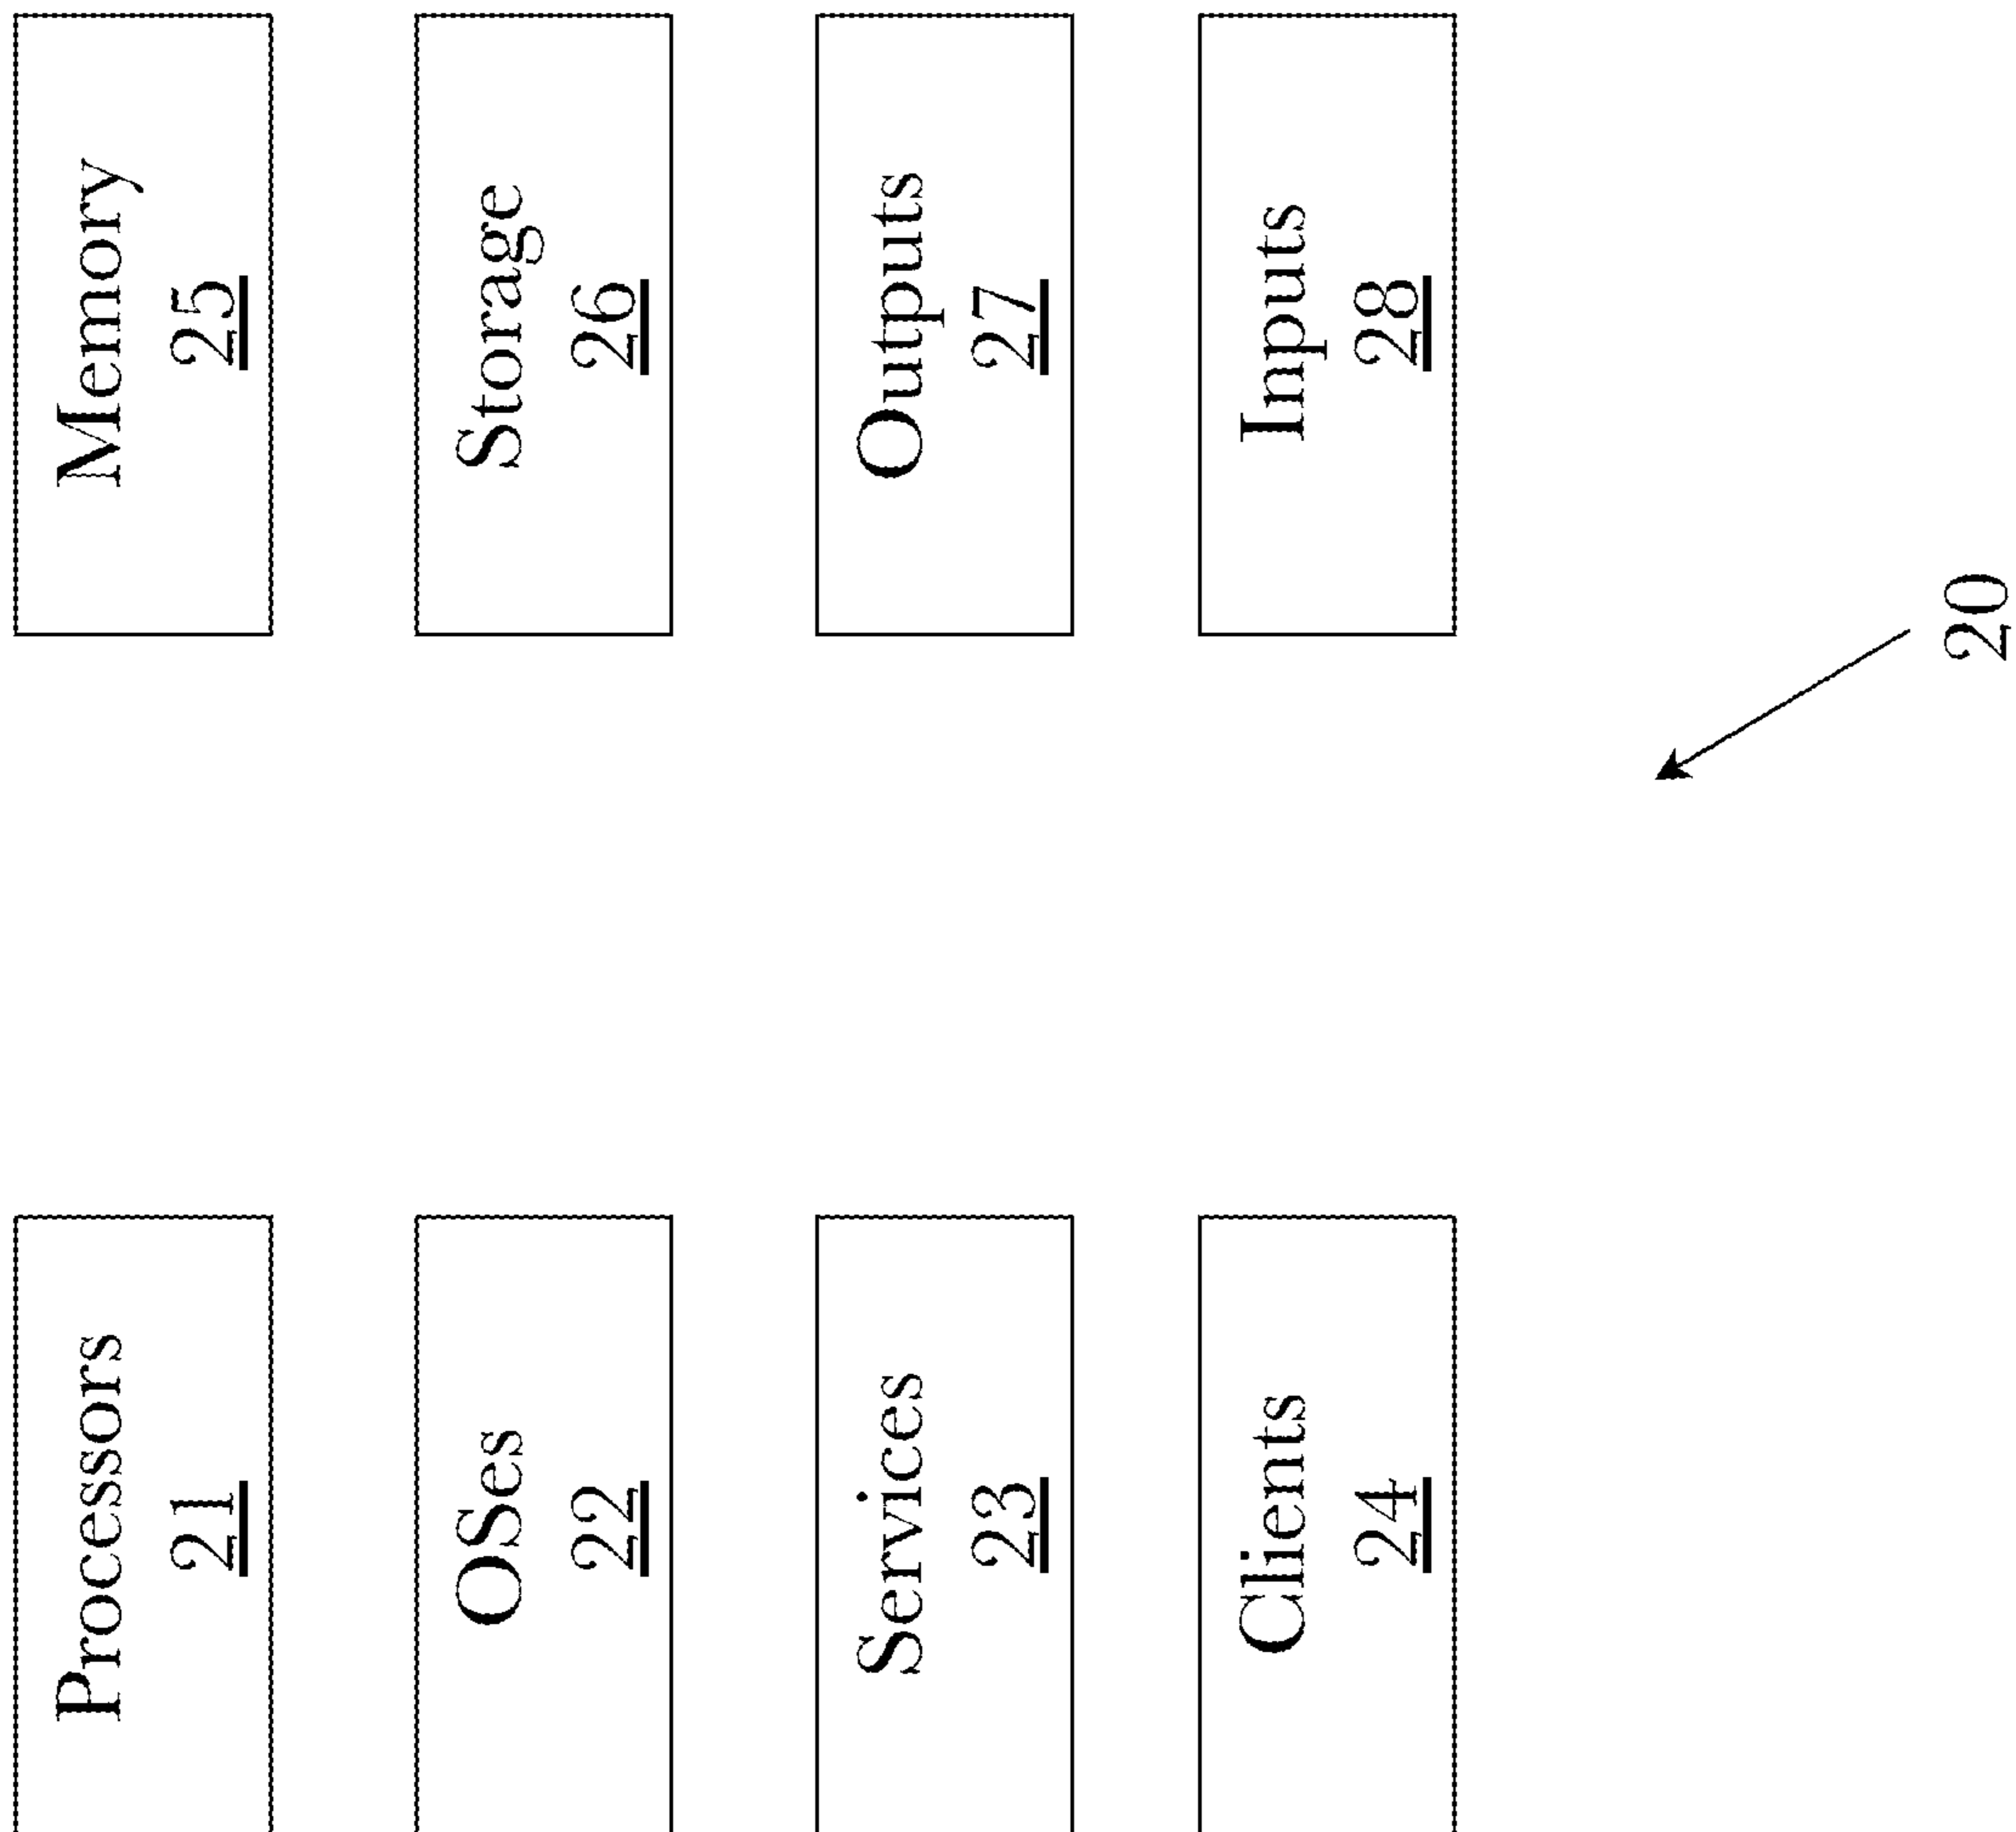 Processors
21
Memory
25
OSes
22
Storage
26
Services
23
Outputs
27
Clients
24
Inputs
28
20